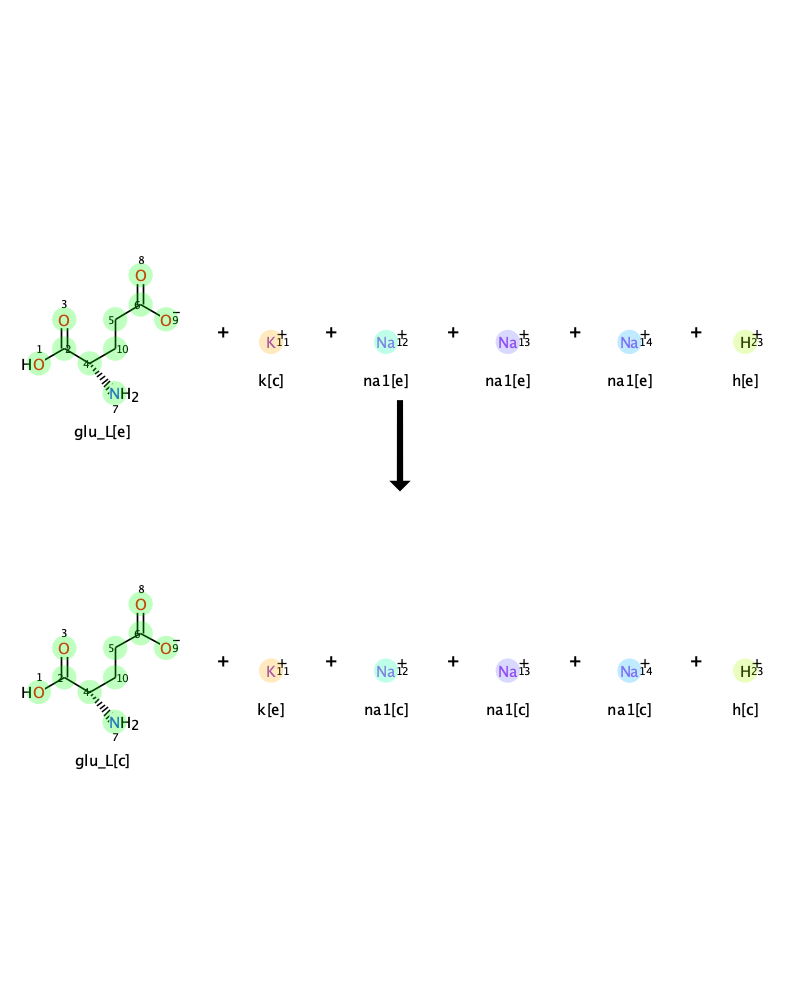 8
O
3
O
5
6
O9−
1
2
10
HO
4
NH2
7
+ K+11 + Na+12 + Na+13 + Na+14 + H+23
k[c] na1[e] na1[e] na1[e] h[e]
glu_L[e]
8
O
3
O
5
6
O9−
1
2
10
HO
4
NH2
7
+ K+11 + Na+12 + Na+13 + Na+14 + H+23
k[e] na1[c] na1[c] na1[c] h[c]
glu_L[c]